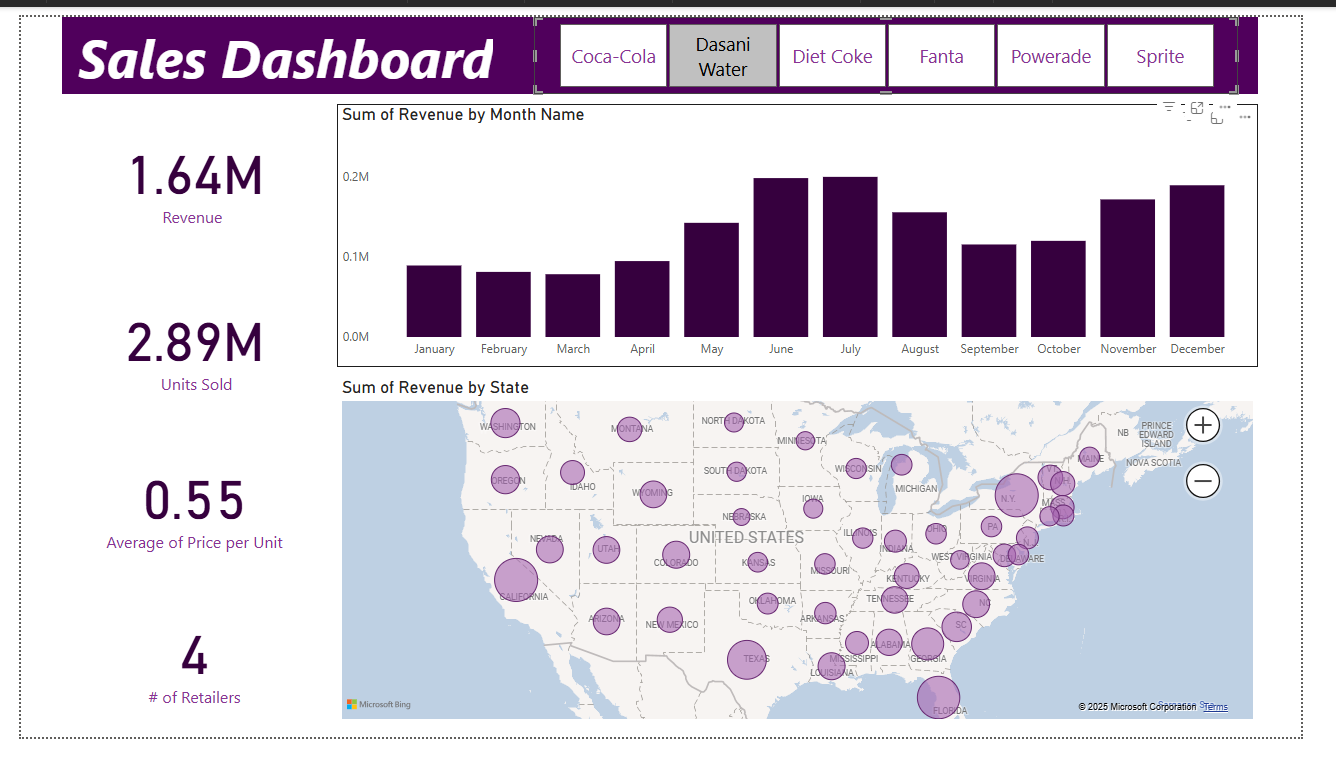 Sales Dashboard
Coca-Cola
Dasani
Water
Diet Coke
Fanta
Powerade
Sprite
1.64M
Revenue
2.89M
Units Sold
0.55
Average of Price per Unit
4
# of Retailers
Sum of Revenue by Month Name
0.2M
0.1M
0.0M
January February March April May June July August September October November December
Sum of Revenue by State
WASHINGTON
MONTANA
NORTH DAKOTA
MINNESOTA
OREGON
IDAHO
WYOMING
SOUTH DAKOTA
WISCONSIN
MICHIGAN
N.Y.
VT
NH
MAINE
MASS
NB
PRINCE
EDWARD
ISLAND
NOVA SCOTIA
NEBRASKA
IOWA
UNITED STATES
NEVADA
UTAH
COLORADO
KANSAS
MISSOURI
ILLINOIS
INDIANA
OHIO
PA
N.J.
WEST VIRGINIA
DELAWARE
CALIFORNIA
KENTUCKY
VIRGINIA
ARIZONA
NEW MEXICO
OKLAHOMA
ARKANSAS
TENNESSEE
NC
SC
TEXAS
LOUISIANA
MISSISSIPPI
ALABAMA
GEORGIA
FLORIDA
Microsoft Bing
© 2025 Microsoft Corporation Terms